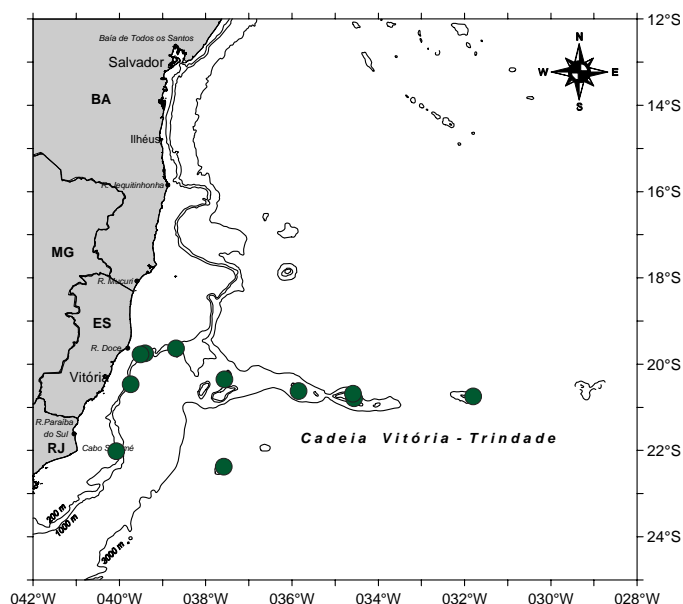 12°S
Baía de Todos os Santos
Salvador
N
W E
S
BA
14°S
Ilhéus
R. Jequitinhonha
16°S
MG
R. Mucuri
18°S
ES
R. Doce
20°S
Vitória
R.Paraíba
do Sul
Cadeia Vitória - Trindade
RJ
Cabo S
mé
22°S
200 m
1000 m
3000 m
24°S
042°W 040°W 038°W 036°W 034°W 032°W 030°W 028°W